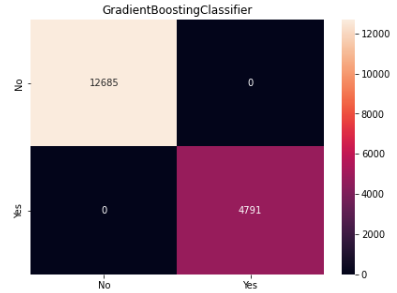 GradientBoostingClassifier
No
12685
0
Yes
0
4791
No
Yes
12000
10000
8000
6000
4000
2000
0